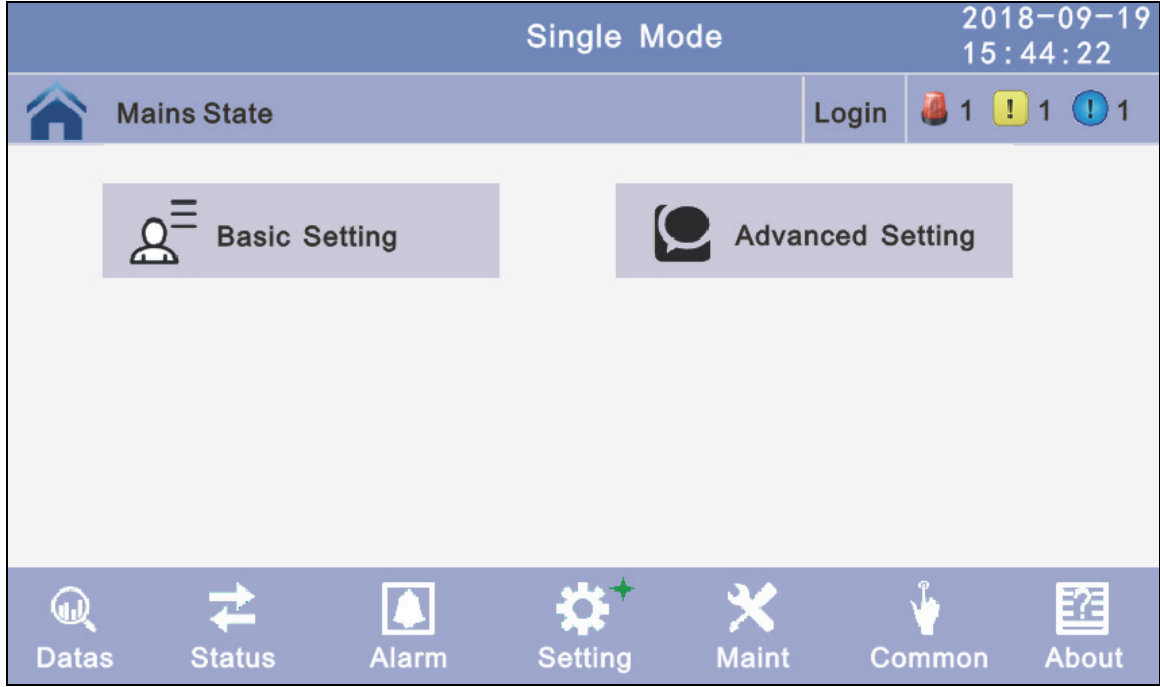 Single Mode
2018-09-19
15:44:22
Mains State
Login
1
! 1
! 1
Basic Setting
Advanced Setting
Datas
Status
Alarm
Setting
Maint
Common
About